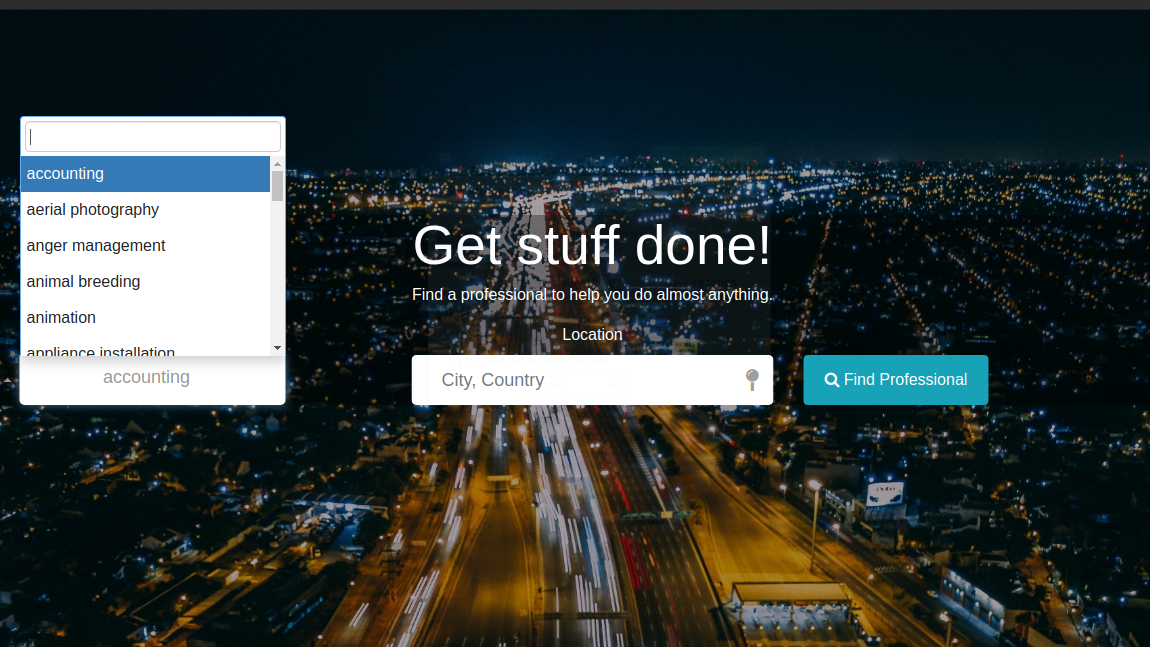 accounting
aerial photography
anger management
animal breeding
animation
appliance installation
accounting
Get stuff done!
Find a professional to help you do almost anything.
Location
City, Country
Find Professional